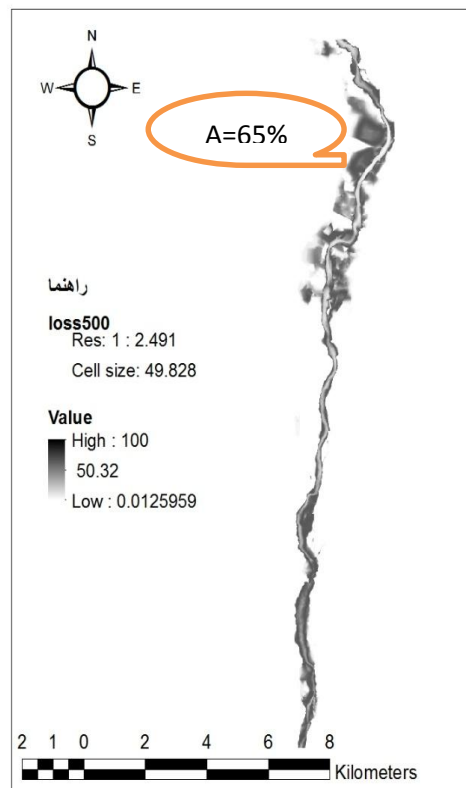 N
W E
S
A=65%
راهنما
loss500
Res: 1 : 2.491
Cell size: 49.828
Value
High : 100
50.32
Low : 0.0125959
2 1 0 2 4 6 8
Kilometers